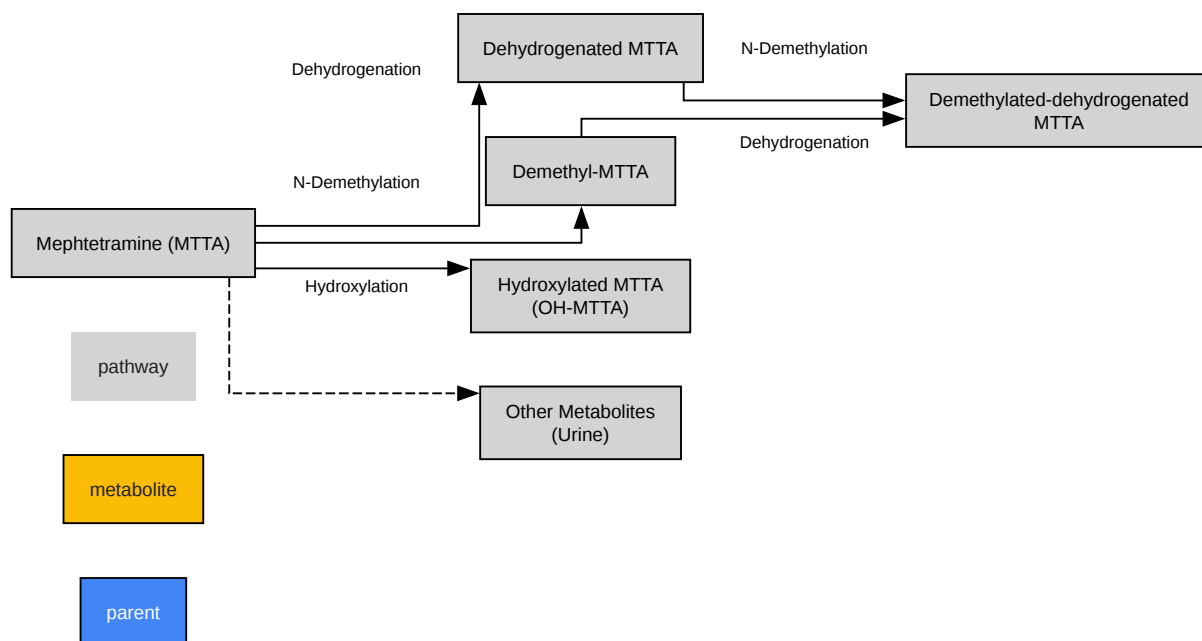 Dehydrogenated MTTA
N-Demethylation
Dehydrogenation
Demethylated-dehydrogenated
MTTA
Dehydrogenation
Demethyl-MTTA
N-Demethylation
Mephtetramine (MTTA)
Hydroxylation
Hydroxylated MTTA
(OH-MTTA)
pathway
Other Metabolites
(Urine)
metabolite
parent